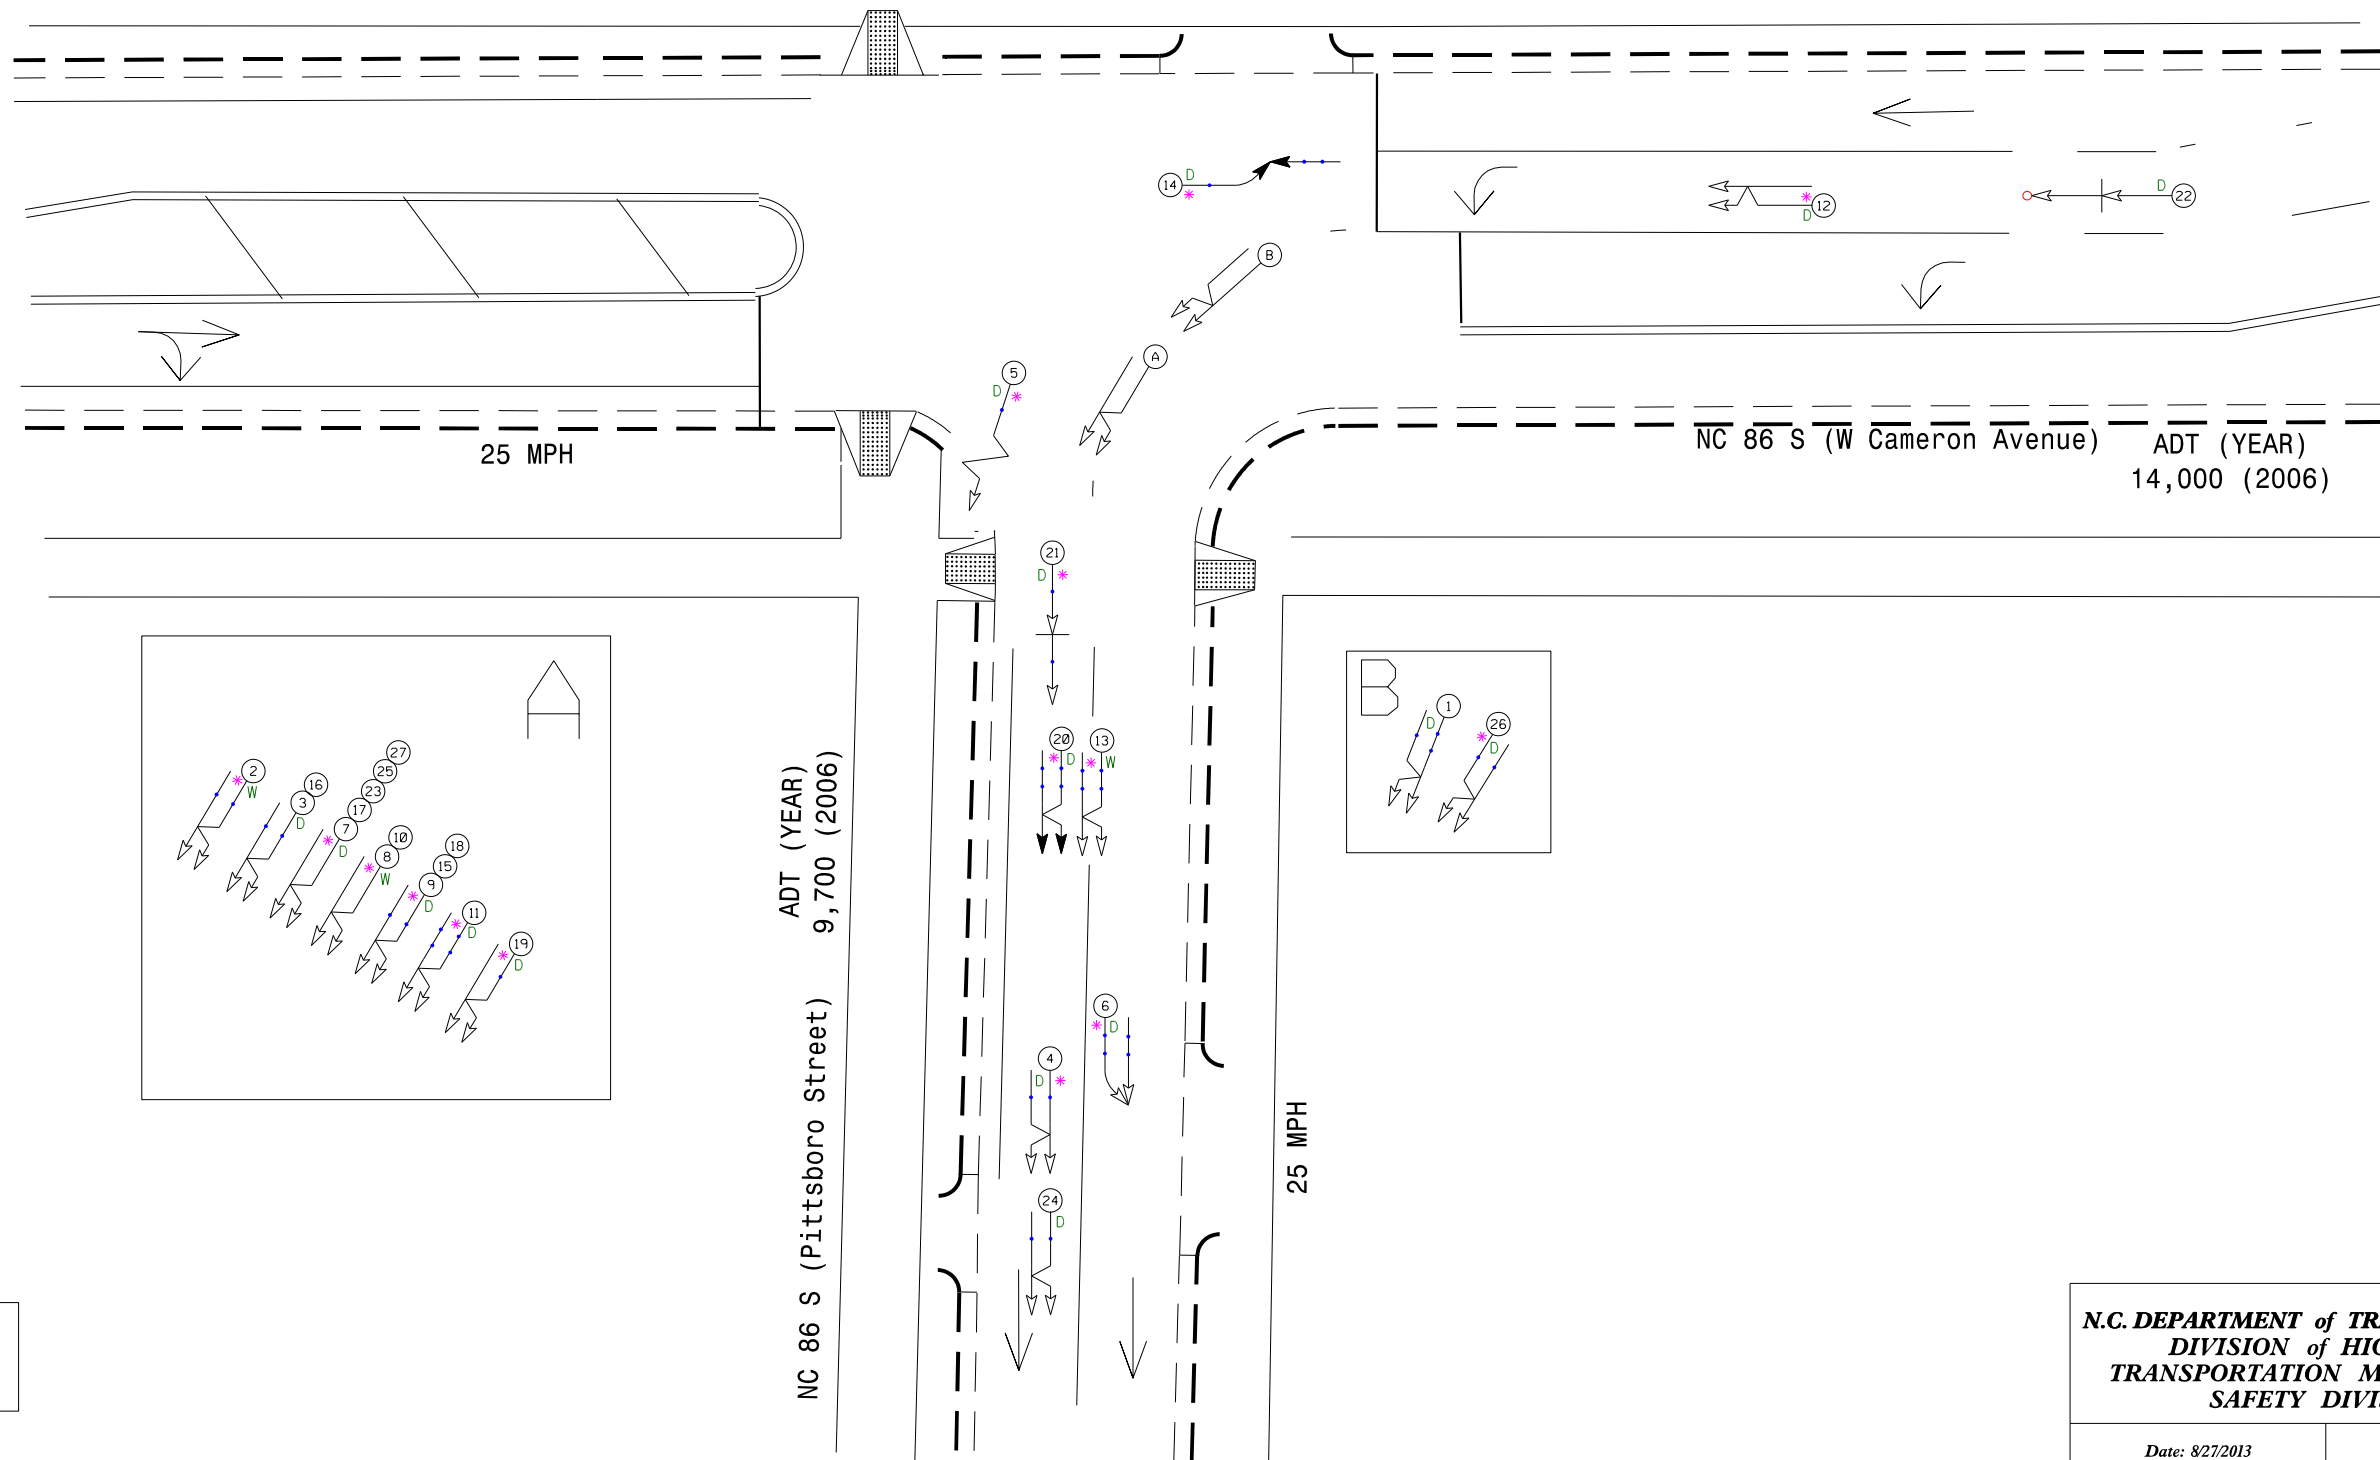 14
D
*
12
*
D
D
22
B
A
5
D
*
25 MPH
NC 86 S (W Cameron Avenue)
ADT (YEAR)
14,000 (2006)
21
D
*
A
27
25
23
17
7
*
D
2
*
W
16
3
D
10
8
*
W
18
15
9
*
D
11
*
D
19
*
D
ADT (YEAR)
9,700 (2006)
20
*
D
13
*
W
B
1
D
26
*
D
6
*
D
4
D
*
24
D
NC 86 S (Pittsboro Street)
25 MPH
N.C. DEPARTMENT of TR
DIVISION of HIG
TRANSPORTATION M
SAFETY DIVI
Date: 8/27/2013